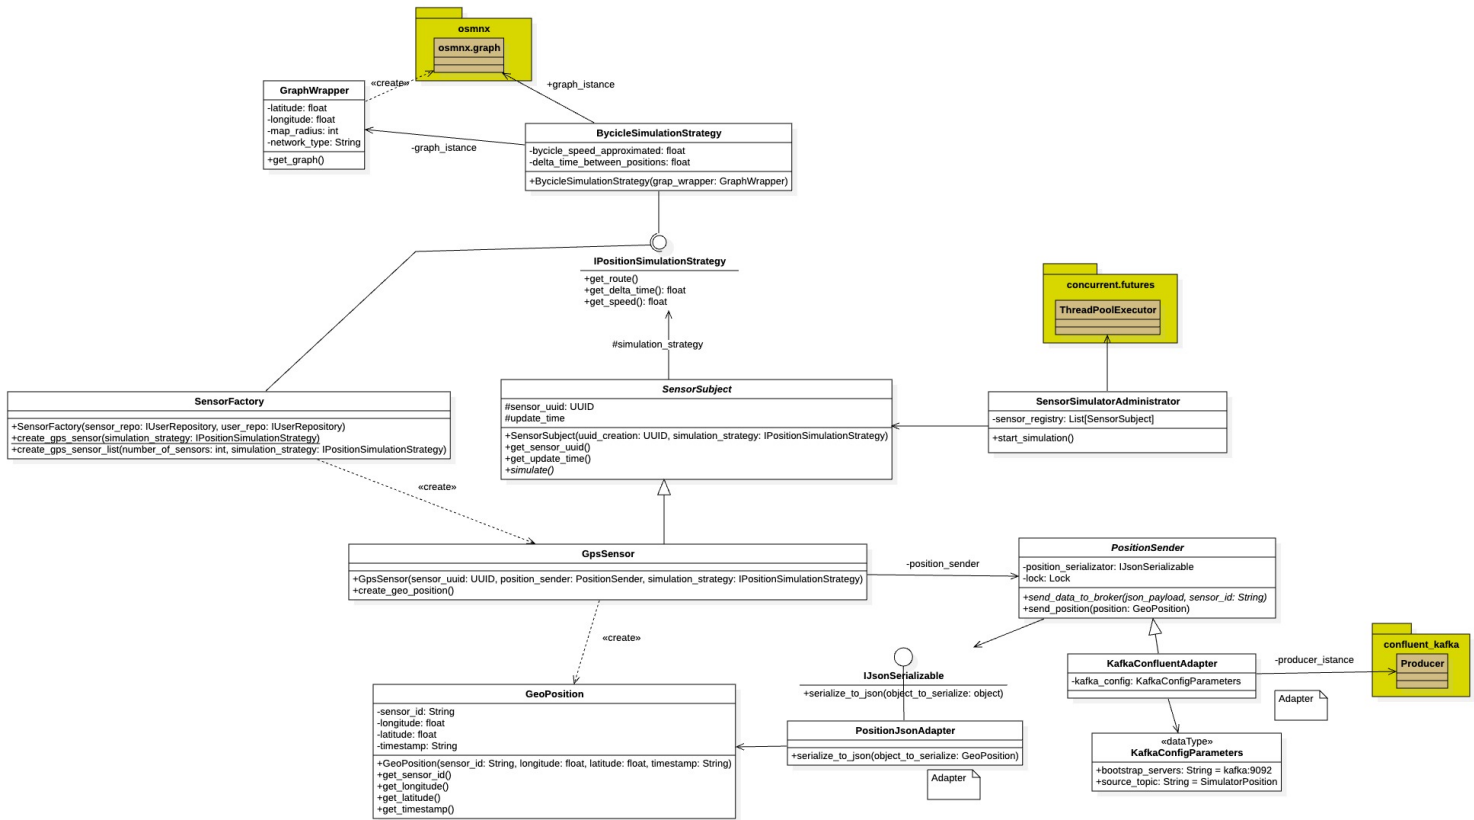 osmnx
osmnx.graph
«create»
+graph_istance
GraphWrapper
-latitude: float
-longitude: float
-map_radius: int
-network_type: String
+get_graph()
-graph_istance
BycicleSimulationStrategy
-bycicle_speed_approximated: float
-delta_time_between_positions: float
+BycicleSimulationStrategy(grap_wrapper: GraphWrapper)
IPositionSimulationStrategy
+get_route()
+get_delta_time(): float
+get_speed(): float
#simulation_strategy
concurrent.futures
ThreadPoolExecutor
SensorFactory
+SensorFactory(sensor_repo: IUserRepository, user_repo: IUserRepository)
+create_gps_sensor(simulation_strategy: IPositionSimulationStrategy)
+create_gps_sensor_list(number_of_sensors: int, simulation_strategy: IPositionSimulationStrategy)
SensorSubject
#sensor_uuid: UUID
#update_time
+SensorSubject(uuid_creation: UUID, simulation_strategy: IPositionSimulationStrategy)
+get_sensor_uuid()
+get_update_time()
+simulate()
SensorSimulatorAdministrator
-sensor_registry: List[SensorSubject]
+start_simulation()
«create»
GpsSensor
+GpsSensor(sensor_uuid: UUID, position_sender: PositionSender, simulation_strategy: IPositionSimulationStrategy)
+create_geo_position()
-position_sender
PositionSender
-position_serializator: IJsonSerializable
-lock: Lock
+send_data_to_broker(json_payload, sensor_id: String)
+send_position(position: GeoPosition)
«create»
IJsonSerializable
+serialize_to_json(object_to_serialize: object)
KafkaConfluentAdapter
-kafka_config: KafkaConfigParameters
-producer_istance
confluent_kafka
Producer
Adapter
GeoPosition
-sensor_id: String
-longitude: float
-latitude: float
-timestamp: String
+GeoPosition(sensor_id: String, longitude: float, latitude: float, timestamp: String)
+get_sensor_id()
+get_longitude()
+get_latitude()
+get_timestamp()
PositionJsonAdapter
+serialize_to_json(object_to_serialize: GeoPosition)
Adapter
«dataType»
KafkaConfigParameters
+bootstrap_servers: String = kafka:9092
+source_topic: String = SimulatorPosition